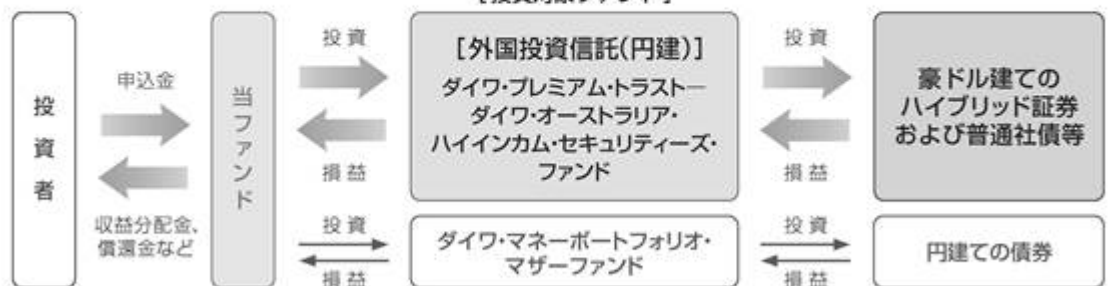 [投資対象ファンド]
投資者
申込金
収益分配金、
償還金など
当ファンド
投資
損益
[外国投資信託(円建)]
ダイワ・プレミアム・トラスト―
ダイワ・オーストラリア・
ハイインカム・セキュリティーズ・
ファンド
投資
損益
豪ドル建ての
ハイブリッド証券
および普通社債等
投資
損益
ダイワ・マネーポートフォリオ・
マザーファンド
投資
損益
円建ての債券